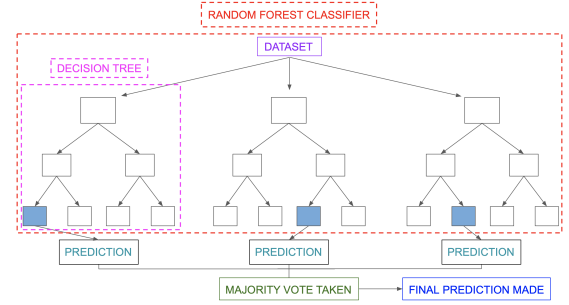 RANDOM FOREST CLASSIFIER
DATASET
DECISION TREE
PREDICTION
PREDICTION
PREDICTION
MAJORITY VOTE TAKEN
FINAL PREDICTION MADE